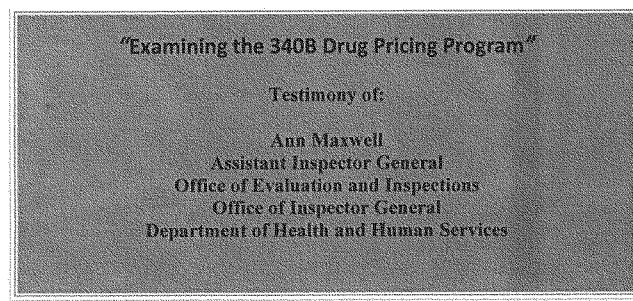 "Examining the 340B Drug Pricing Program"
Testimony of:
Ann Maxwell
Assistant Inspector General
Office of Evaluation and Inspections
Office of Inspector General
Department of Health and Human Services